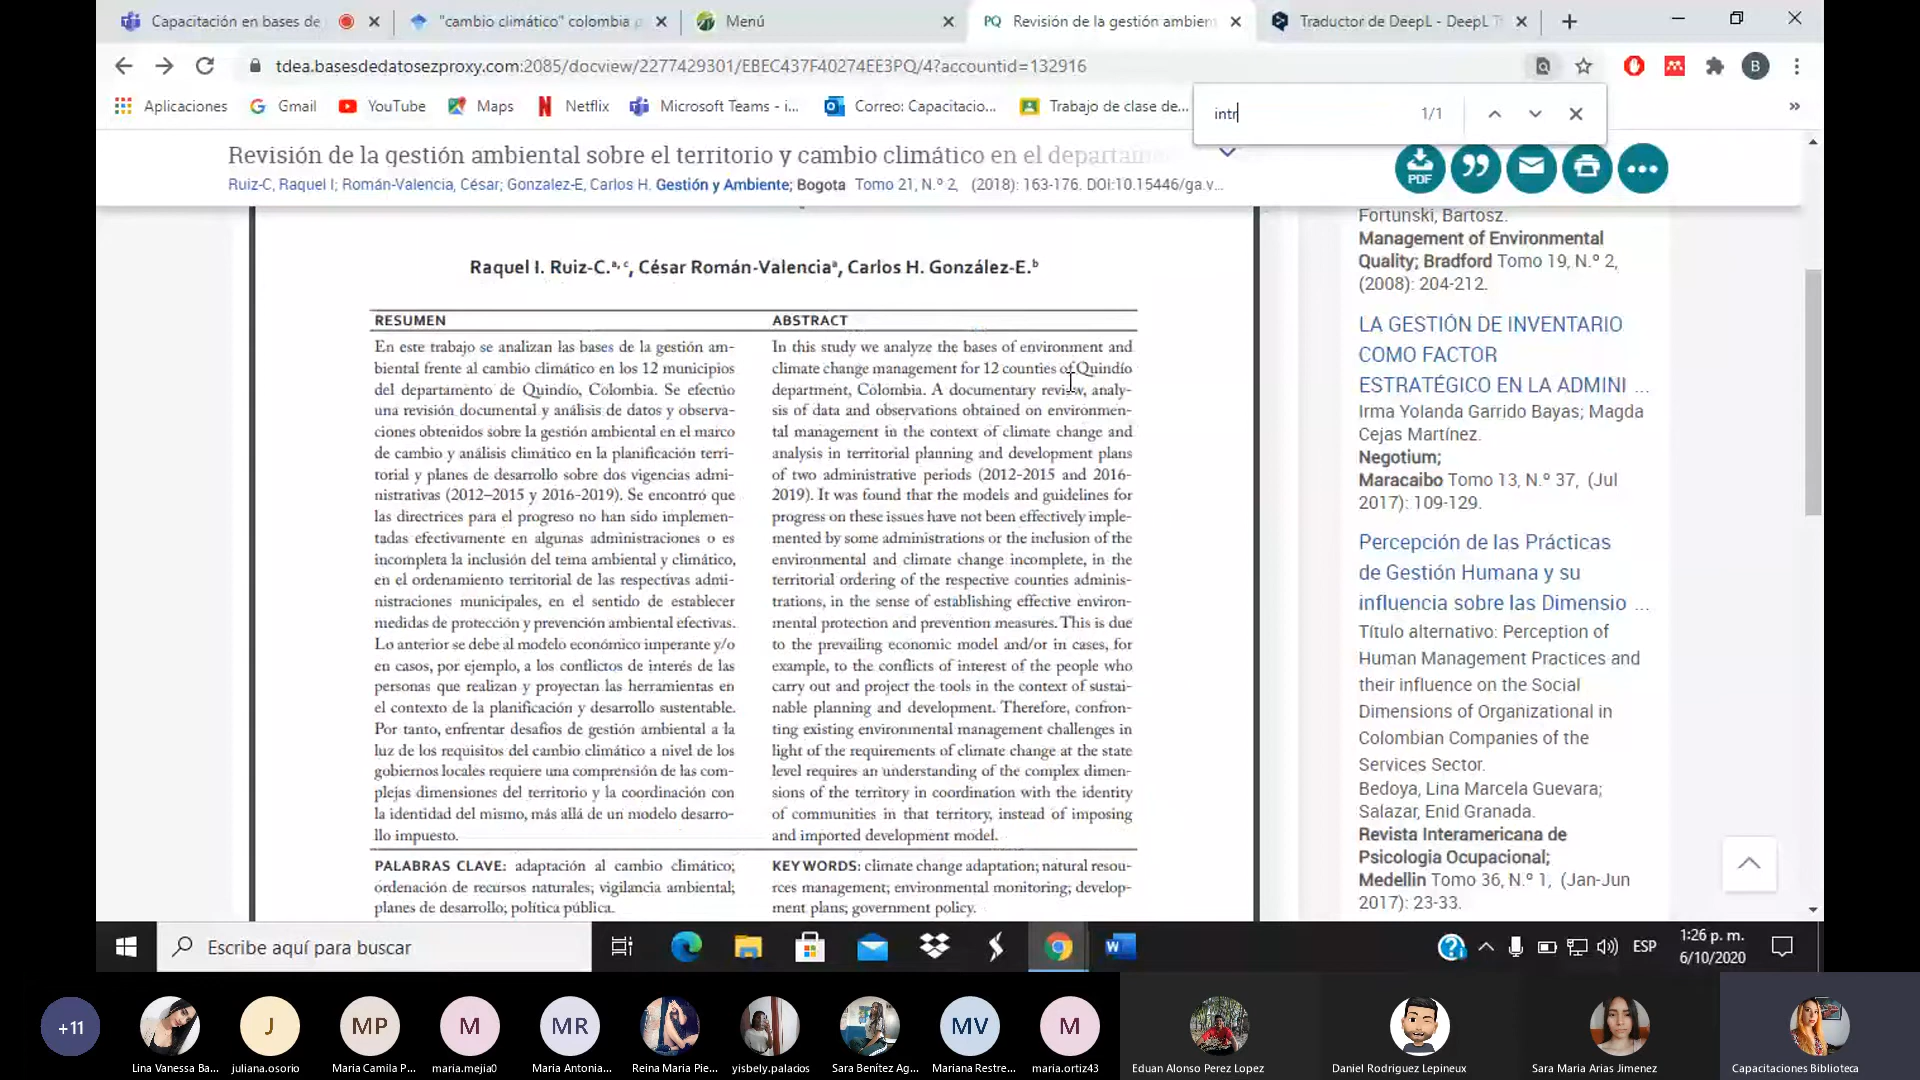 Capacitación en bases de
"cambio climático" colombia p
Menú
PQ Revisión de la gestión ambien
Traductor de DeepL - DeepL T
tdea.basesdedatosezproxy.com:2085/docview/2277429301/EBEC437F40274EE3PQ/4?accountid=132916
B
Aplicaciones
Gmail
YouTube
Maps
Netflix
Microsoft Teams - i...
Correo: Capacitacio...
Trabajo de clase de...
»
intr
1/1
Revisión de la gestión ambiental sobre el territorio y cambio climático en el departam
Ruiz-C, Raquel I; Román-Valencia, César; Gonzalez-E, Carlos H. Gestión y Ambiente; Bogota Tomo 21, N.º 2, (2018): 163-176. DOI:10.15446/ga.v...
PDF
Raquel I. Ruiz-C.a, c, César Román-Valenciaa, Carlos H. González-E.b
RESUMEN
En este trabajo se analizan las bases de la gestión am-
biental frente al cambio climático en los 12 municipios
del departamento de Quindío, Colombia. Se efectúo
una revisión documental y análisis de datos y observa-
ciones obtenidos sobre la gestión ambiental en el marco
de cambio y análisis climático en la planificación terri-
torial y planes de desarrollo sobre dos vigencias admi-
nistrativas (2012–2015 y 2016-2019). Se encontró que
las directrices para el progreso no han sido implemen-
tadas efectivamente en algunas administraciones o es
incompleta la inclusión del tema ambiental y climático,
en el ordenamiento territorial de las respectivas admi-
nistraciones municipales, en el sentido de establecer
medidas de protección y prevención ambiental efectivas.
Lo anterior se debe al modelo económico imperante y/o
en casos, por ejemplo, a los conflictos de interés de las
personas que realizan y proyectan las herramientas en
el contexto de la planificación y desarrollo sustentable.
Por tanto, enfrentar desafíos de gestión ambiental a la
luz de los requisitos del cambio climático a nivel de los
gobiernos locales requiere una comprensión de las com-
plejas dimensiones del territorio y la coordinación con
la identidad del mismo, más allá de un modelo desarro-
llo impuesto.
PALABRAS CLAVE: adaptación al cambio climático;
ordenación de recursos naturales; vigilancia ambiental;
planes de desarrollo; política pública.
ABSTRACT
In this study we analyze the bases of environment and
climate change management for 12 counties of Quindío
department, Colombia. A documentary review, analy-
sis of data and observations obtained on environmen-
tal management in the context of climate change and
analysis in territorial planning and development plans
of two administrative periods (2012-2015 and 2016-
2019). It was found that the models and guidelines for
progress on these issues have not been effectively imple-
mented by some administrations or the inclusion of the
environmental and climate change incomplete, in the
territorial ordering of the respective counties adminis-
trations, in the sense of establishing effective environ-
mental protection and prevention measures. This is due
to the prevailing economic model and/or in cases, for
example, to the conflicts of interest of the people who
carry out and project the tools in the context of sustai-
nable planning and development. Therefore, confron-
ting existing environmental management challenges in
light of the requirements of climate change at the state
level requires an understanding of the complex dimen-
sions of the territory in coordination with the identity
of communities in that territory, instead of imposing
and imported development model.
KEY WORDS: climate change adaptation; natural resou-
rces management; environmental monitoring; develop-
ment plans; government policy.
Fortunski, Bartosz.
Management of Environmental
Quality; Bradford Tomo 19, N.º 2,
(2008): 204-212.
LA GESTIÓN DE INVENTARIO
COMO FACTOR
ESTRATÉGICO EN LA ADMINI ...
Irma Yolanda Garrido Bayas; Magda
Cejas Martínez.
Negotium;
Maracaibo Tomo 13, N.º 37, (Jul
2017): 109-129.
Percepción de las Prácticas
de Gestión Humana y su
influencia sobre las Dimensio ...
Título alternativo: Perception of
Human Management Practices and
their influence on the Social
Dimensions of Organizational in
Colombian Companies of the
Services Sector.
Bedoya, Lina Marcela Guevara;
Salazar, Enid Granada.
Revista Interamericana de
Psicologia Ocupacional;
Medellin Tomo 36, N.º 1, (Jan-Jun
2017): 23-33.
Escribe aquí para buscar
ESP
1:26 p. m.
6/10/2020
+11
J
MP
M
MR
MV
M
Lina Vanessa Ba...
juliana.osorio
Maria Camila P...
maria.mejia0
Maria Antonia...
Reina Maria Pie...
yisbely.palacios
Sara Benítez Ag...
Mariana Restre...
maria.ortiz43
Eduan Alonso Perez Lopez
Daniel Rodriguez Lepineux
Sara Maria Arias Jimenez
Capacitaciones Biblioteca